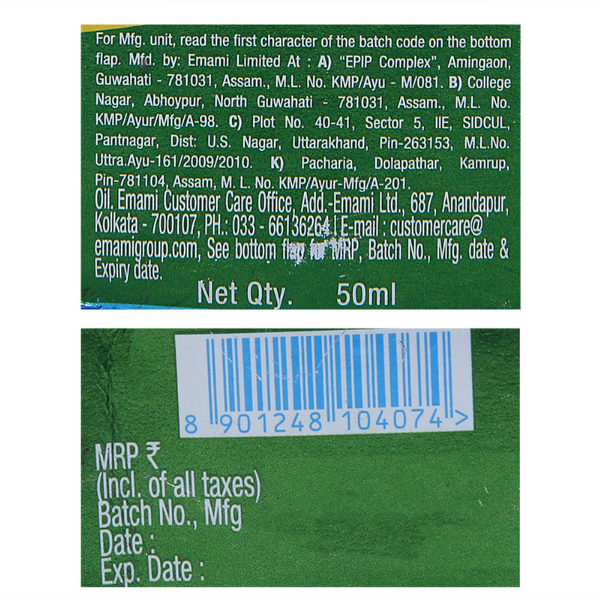 For Mfg. unit, read the first character of the batch code on the bottom
flap. Mfd. by: Emami Limited At : A) "EPIP Complex", Amingaon,
Guwahati - 781031, Assam., M.L. No. KMP/Ayu - M/081. B) College
Nagar, Abhoypur, North Guwahati - 781031, Assam., M.L. No.
KMP/Ayur/Mfg/A-98. C) Plot No. 40-41, Sector 5, IIE, SIDCUL,
Pantnagar, Dist: U.S. Nagar, Uttarakhand, Pin-263153, M.L.No.
Uttra.Ayu-161/2009/2010. K) Pacharia, Dolapathar, Kamrup,
Pin-781104, Assam, M. L. No. KMP/Ayur-Mfg/A-201.
Oil. Emami Customer Care Office, Add.-Emami Ltd., 687, Anandapur,
Kolkata - 700107, PH.: 033 - 66136264 | E-mail : customercare@
emamigroup.com, See bottom flap for MRP, Batch No., Mfg. date &
Expiry date.
Net Qty. 50ml
8 901248 104074 >
MRP ₹
(Incl. of all taxes)
Batch No., Mfg
Date :
Exp. Date :